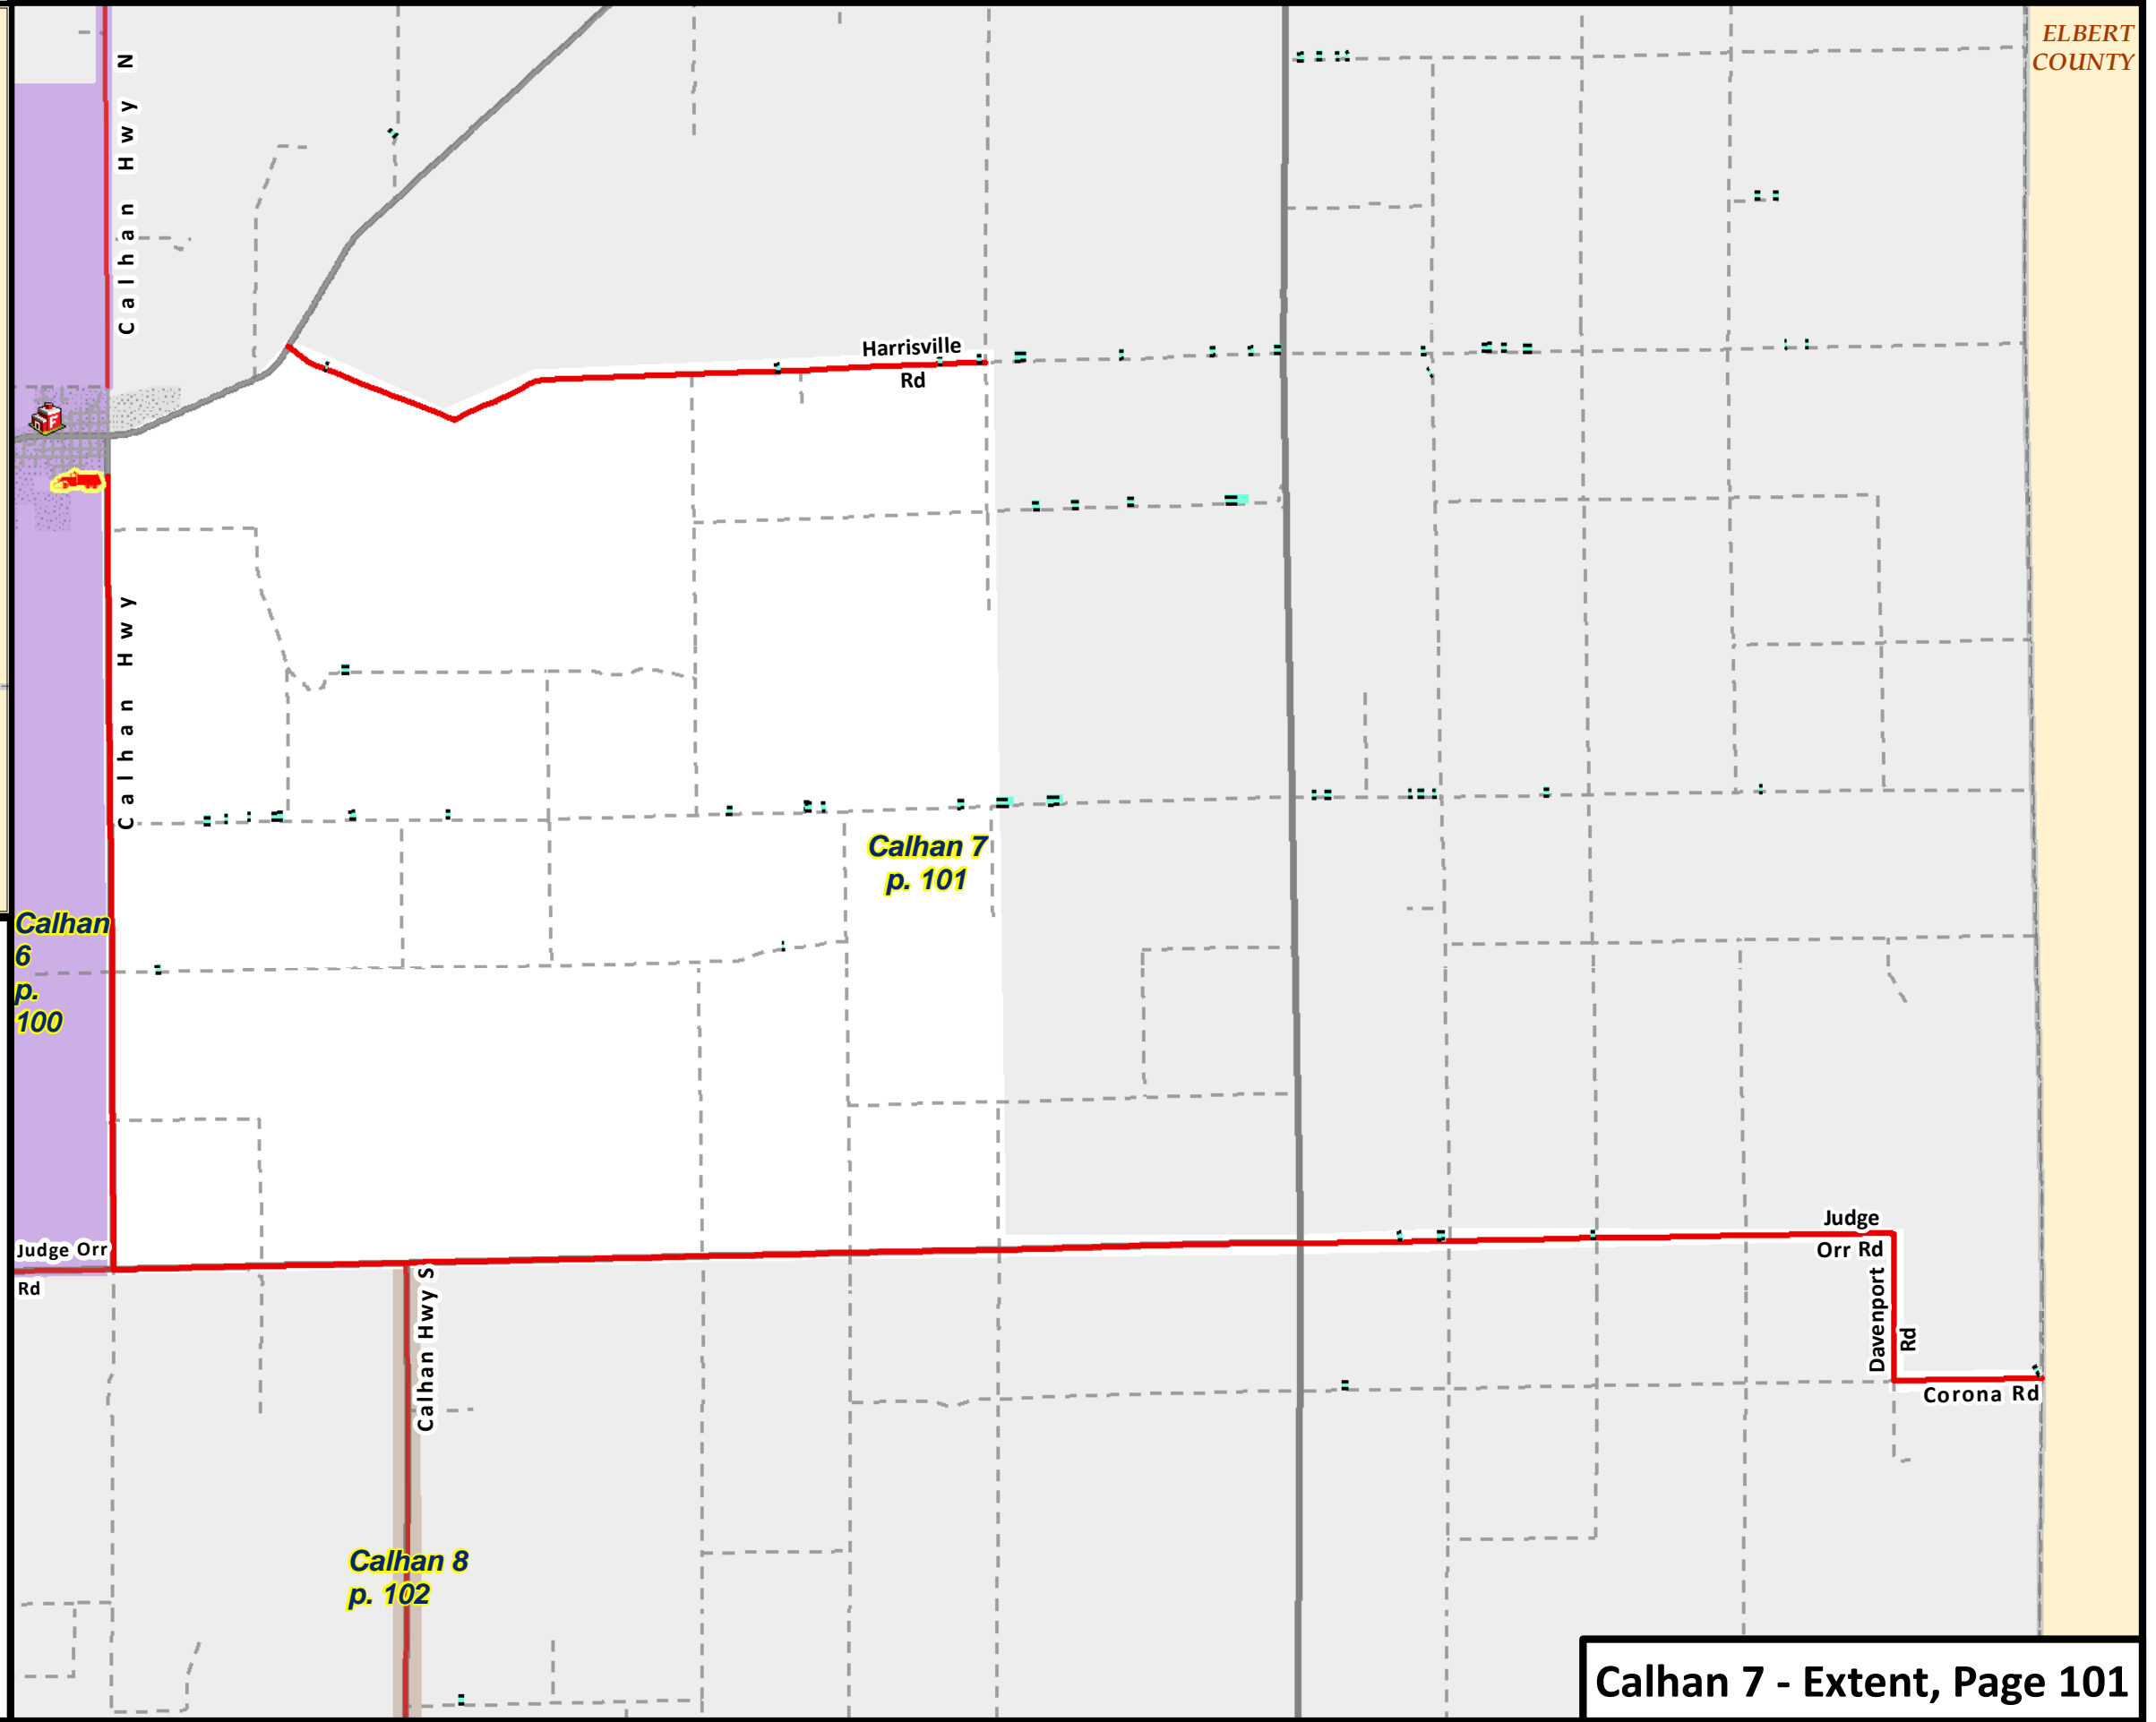 ELBERT
COUNTY
Calhan Hwy N
Harrisville
Rd
F
Calhan Hwy
Calhan 7
p. 101
Calhan
6
p.
100
Judge Orr
Rd
Judge
Orr Rd
Davenport
Rd
Calhan Hwy S
Corona Rd
Calhan 8
p. 102
Calhan 7 - Extent, Page 101